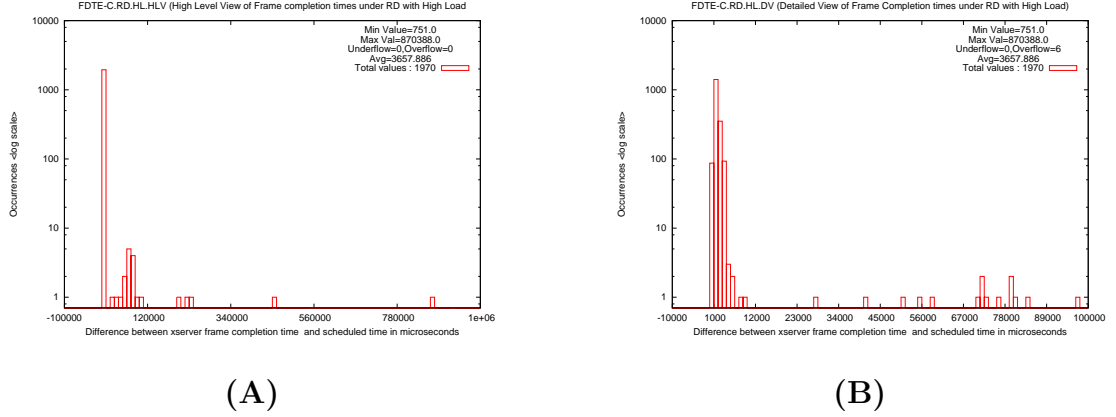 FDTE-C.RD.HL.HLV (High Level View of Frame completion times under RD with High Load
10000
1000
100
10
1
Occurrences <log scale>
Min Value=751.0
Max Val=870388.0
Underflow=0,Overflow=0
Avg=3657.886
Total values : 1970
-100000 120000 340000 560000 780000 1e+06
Difference between xserver frame completion time and scheduled time in microseconds
(A)
FDTE-C.RD.HL.DV (Detailed View of Frame Completion times under RD with High Load)
10000
1000
100
10
1
Occurrences <log scale>
Min Value=751.0
Max Val=870388.0
Underflow=0,Overflow=6
Avg=3657.886
Total values : 1970
-10000 1000 12000 23000 34000 45000 56000 67000 78000 89000 100000
Difference between xserver frame completion time and scheduled time in microseconds
(B)